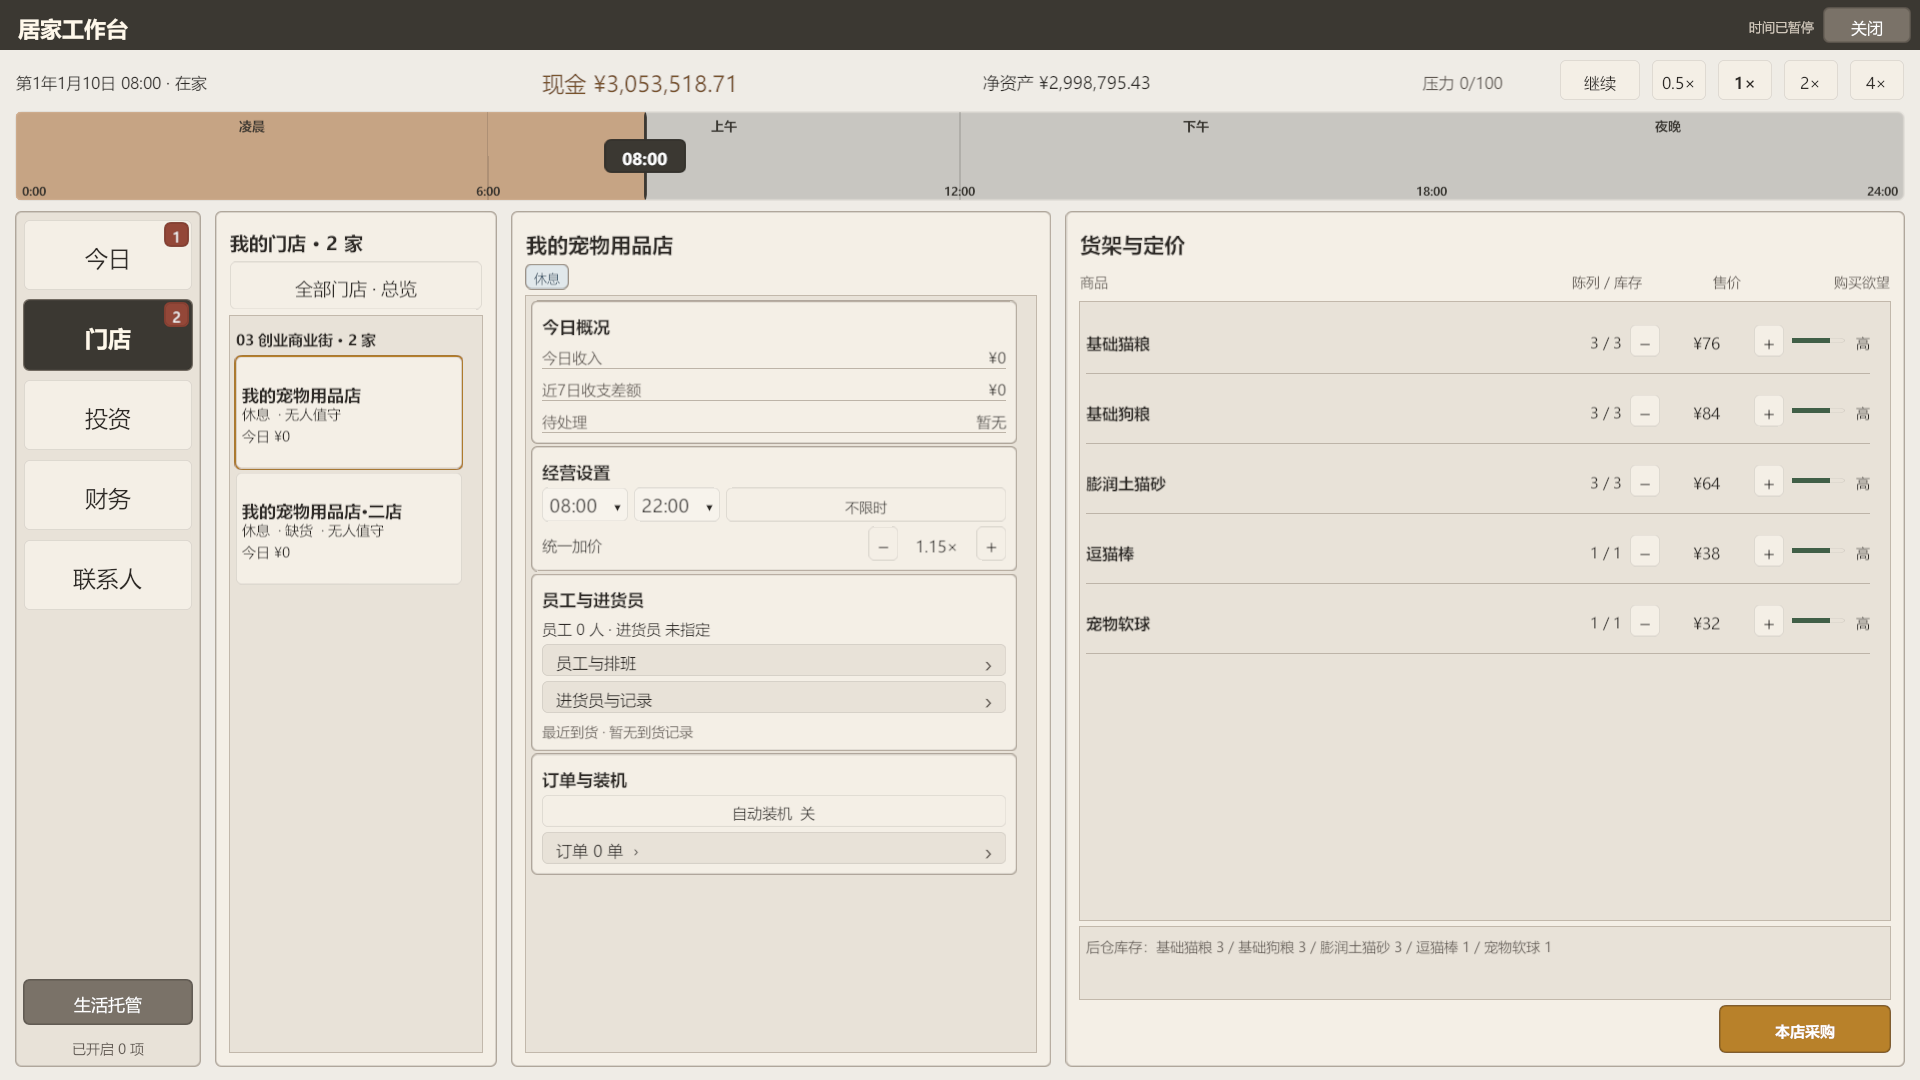 居家工作台
时间已暂停
关闭
第1年1月10日 08:00 · 在家
现金 ¥3,053,518.71
净资产 ¥2,998,795.43
压力 0/100
继续
0.5×
1×
2×
4×
凌晨
上午
下午
夜晚
08:00
0:00
6:00
12:00
18:00
24:00
今日
1
门店
2
投资
财务
联系人
生活托管
已开启 0 项
我的门店 • 2 家
全部门店 · 总览
03 创业商业街 • 2 家
我的宠物用品店
休息 · 无人值守
今日 ¥0
我的宠物用品店·二店
休息 · 缺货 · 无人值守
今日 ¥0
我的宠物用品店
休息
今日概况
今日收入 ¥0
近7日收支差额 ¥0
待处理 暂无
经营设置
08:00 ▾ 22:00 ▾ 不限时
统一加价 – 1.15× +
员工与进货员
员工 0 人 · 进货员 未指定
员工与排班 ›
进货员与记录 ›
最近到货 · 暂无到货记录
订单与装机
自动装机 关
订单 0 单 › ›
货架与定价
商品 陈列 / 库存 售价 购买欲望
基础猫粮 3 / 3 – ¥76 + 高
基础狗粮 3 / 3 – ¥84 + 高
膨润土猫砂 3 / 3 – ¥64 + 高
逗猫棒 1 / 1 – ¥38 + 高
宠物软球 1 / 1 – ¥32 + 高
后仓库存: 基础猫粮 3 / 基础狗粮 3 / 膨润土猫砂 3 / 逗猫棒 1 / 宠物软球 1
本店采购